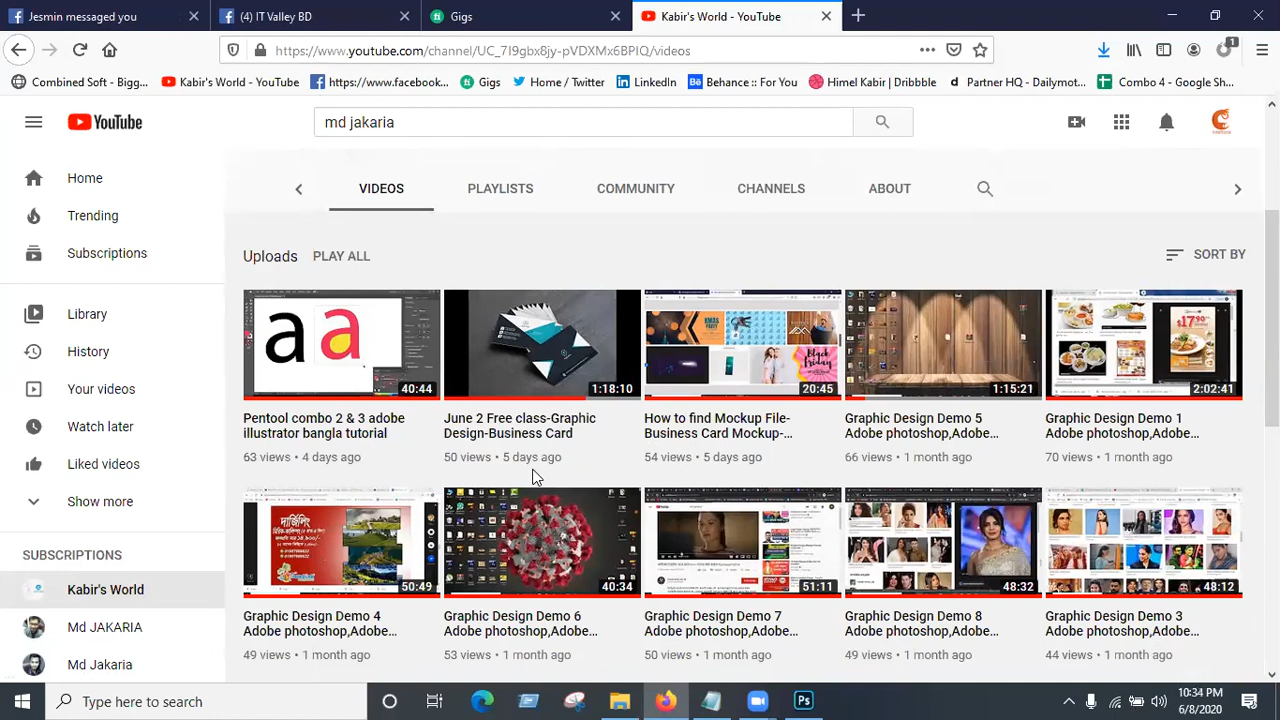 Jesmin messaged you
(4) IT Valley BD
Gigs
Kabir's World - YouTube
https://www.youtube.com/channel/UC_7I9gbx8jy-pVDXMx6BPIQ/videos
Combined Soft - Bigg...
Kabir's World - YouTube
https://www.facebook...
Gigs
Home / Twitter
LinkedIn
Behance :: For You
Himel Kabir | Dribbble
Partner HQ - Dailymot...
Combo 4 - Google Sh...
YouTube
md jakaria
VIDEOS
PLAYLISTS
COMMUNITY
CHANNELS
ABOUT
Home
Trending
Subscriptions
Library
History
Your videos
Watch later
Liked videos
Show more
SUBSCRIPTIONS
Kabir's World
Md JAKARIA
Md Jakaria
Uploads PLAY ALL
SORT BY
a a
40:44
Pentool combo 2 & 3 adobe
illustrator bangla tutorial
63 views • 4 days ago
1:18:10
June 2 Free class-Graphic
Design-Business Card
50 views • 5 days ago
XMAS
PARTY
Black
Friday
20:45
How to find Mockup File-
Business Card Mockup-...
54 views • 5 days ago
1:15:21
Graphic Design Demo 5
Adobe photoshop,Adobe...
66 views • 1 month ago
2:02:41
Graphic Design Demo 1
Adobe photoshop,Adobe...
70 views • 1 month ago
দার্জিলিং
50:49
Graphic Design Demo 4
Adobe photoshop,Adobe...
49 views • 1 month ago
40:34
Graphic Design Demo 6
Adobe photoshop,Adobe...
53 views • 1 month ago
51:11
Graphic Design Demo 7
Adobe photoshop,Adobe...
50 views • 1 month ago
48:32
Graphic Design Demo 8
Adobe photoshop,Adobe...
49 views • 1 month ago
48:12
Graphic Design Demo 3
Adobe photoshop,Adobe...
44 views • 1 month ago
Type here to search
Ps
10:34 PM
6/8/2020